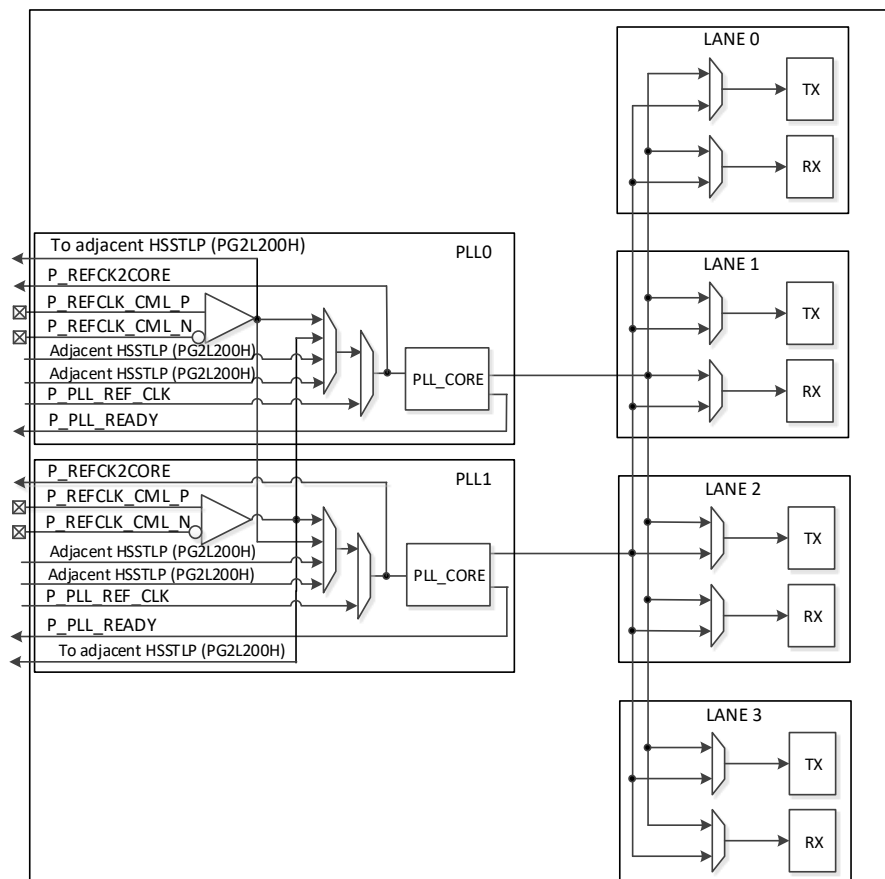 To adjacent HSSTLP (PG2L200H)
PLL0
P_REFCK2CORE
P_REFCLK_CML_P
P_REFCLK_CML_N
Adjacent HSSTLP (PG2L200H)
Adjacent HSSTLP (PG2L200H)
P_PLL_REF_CLK
PLL_CORE
P_PLL_READY
P_REFCK2CORE
PLL1
P_REFCLK_CML_P
P_REFCLK_CML_N
Adjacent HSSTLP (PG2L200H)
Adjacent HSSTLP (PG2L200H)
P_PLL_REF_CLK
PLL_CORE
P_PLL_READY
To adjacent HSSTLP (PG2L200H)
LANE 0
TX
RX
LANE 1
TX
RX
LANE 2
TX
RX
LANE 3
TX
RX